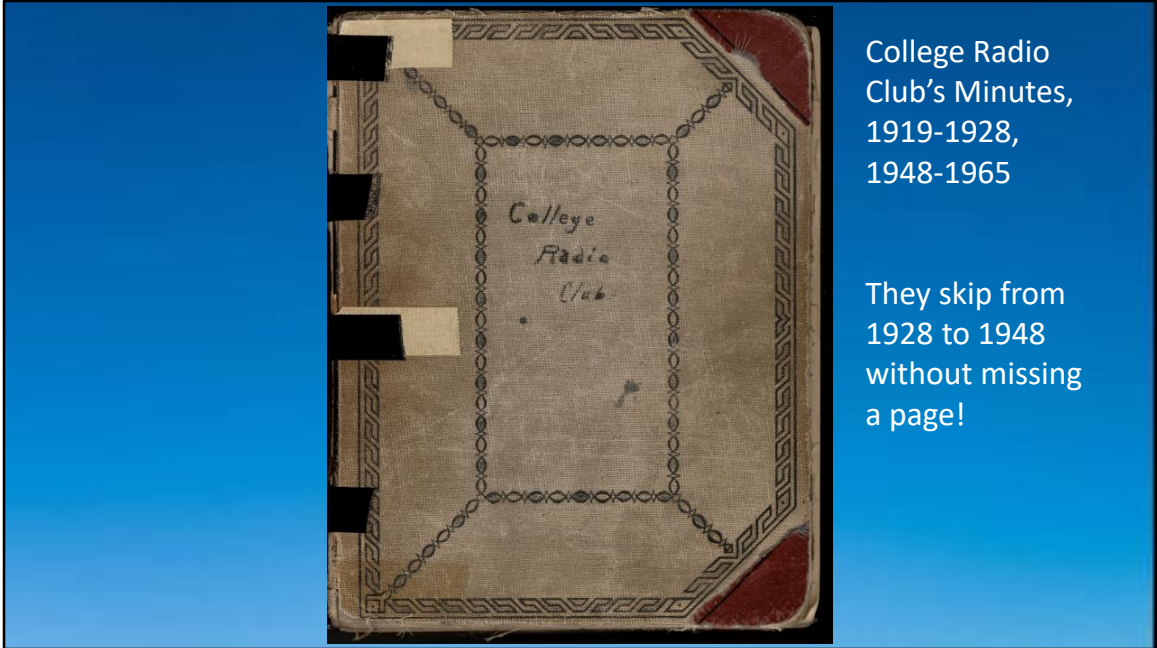 College
Radio
Club
College Radio
Club’s Minutes,
1919-1928,
1948-1965
They skip from
1928 to 1948
without missing
a page!